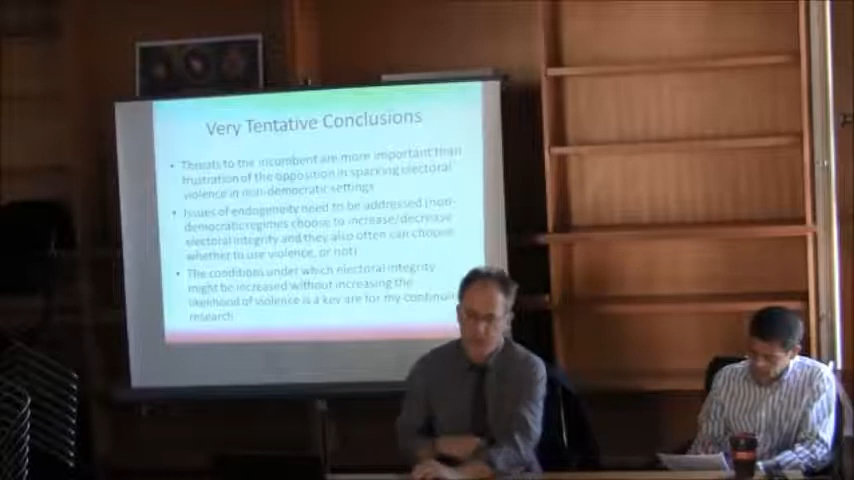 Very Tentative Conclusions
• Threats to the incumbent are more important than
frustration of the opposition in sparking electoral
violence in non-democratic settings
• Issues of endogeneity need to be addressed (non-
democratic regimes choose to increase/decrease
electoral integrity and they also often can choose
whether to use violence, or not)
• The conditions under which electoral integrity
might be increased without increasing the
likelihood of violence is a key are for my continuin
research